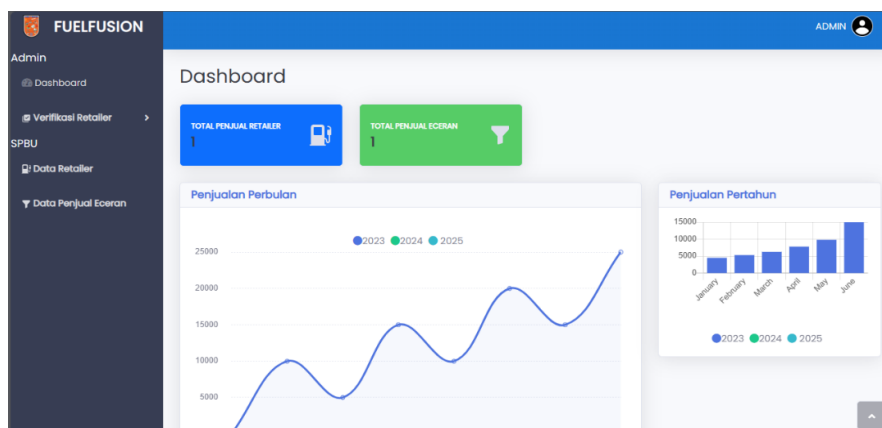 FUELFUSION
ADMIN
Admin
Dashboard
Verifikasi Retailer
SPBU
Data Retailer
Data Penjual Eceran
Dashboard
TOTAL PENJUAL RETAILER
1
TOTAL PENJUAL ECERAN
1
Penjualan Perbulan
2023 2024 2025
25000
20000
15000
10000
5000
Penjualan Pertahun
15000
10000
5000
0
January February March April May June
2023 2024 2025